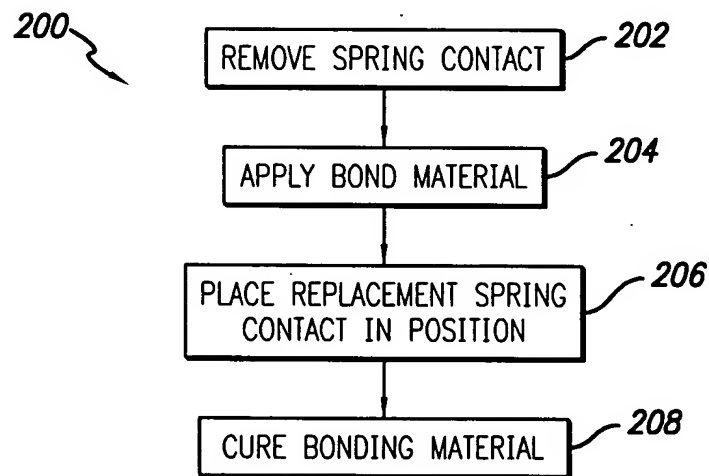 200
REMOVE SPRING CONTACT
202
APPLY BOND MATERIAL
204
PLACE REPLACEMENT SPRING
CONTACT IN POSITION
206
CURE BONDING MATERIAL
208